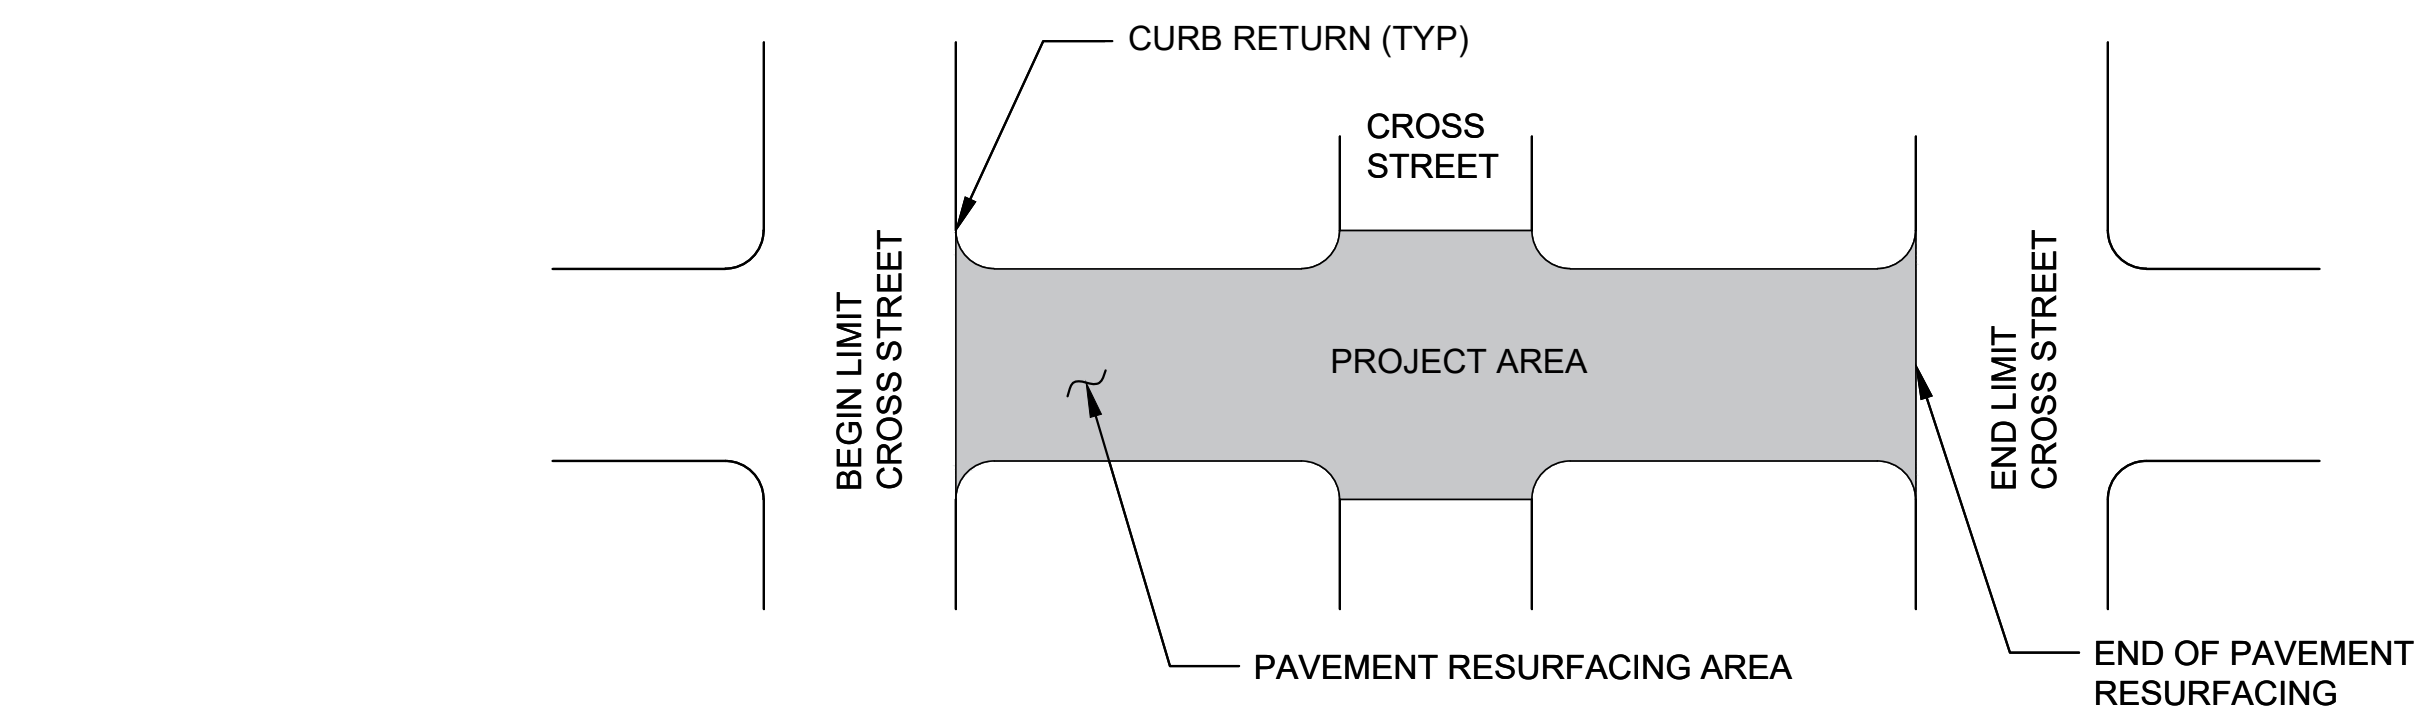 CURB RETURN (TYP)
CROSS
STREET
BEGIN LIMIT
CROSS STREET
PROJECT AREA
END LIMIT
CROSS STREET
PAVEMENT RESURFACING AREA
END OF PAVEMENT
RESURFACING